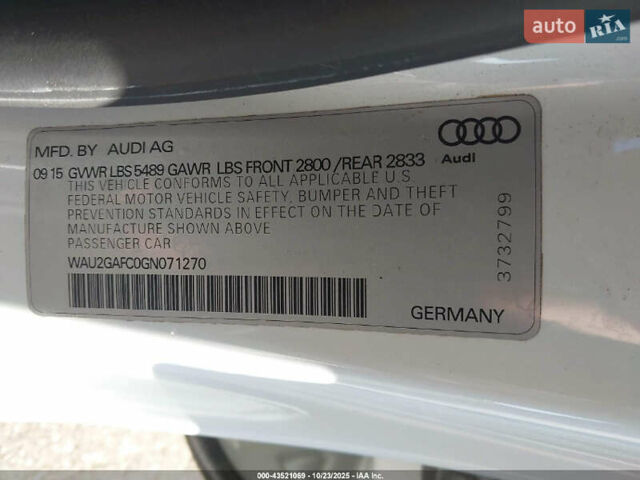 auto RIA.com
MFD. BY AUDI AG
Audi
09 15 GVWR LBS 5489 GAWR LBS FRONT 2800 /REAR 2833
THIS VEHICLE CONFORMS TO ALL APPLICABLE U.S.
FEDERAL MOTOR VEHICLE SAFETY, BUMPER AND THEFT
PREVENTION STANDARDS IN EFFECT ON THE DATE OF
MANUFACTURE SHOWN ABOVE
PASSENGER CAR
WAU2GAFC0GN071270
3732799
GERMANY
000-43521069 • 10/23/2025 - IAA Inc.